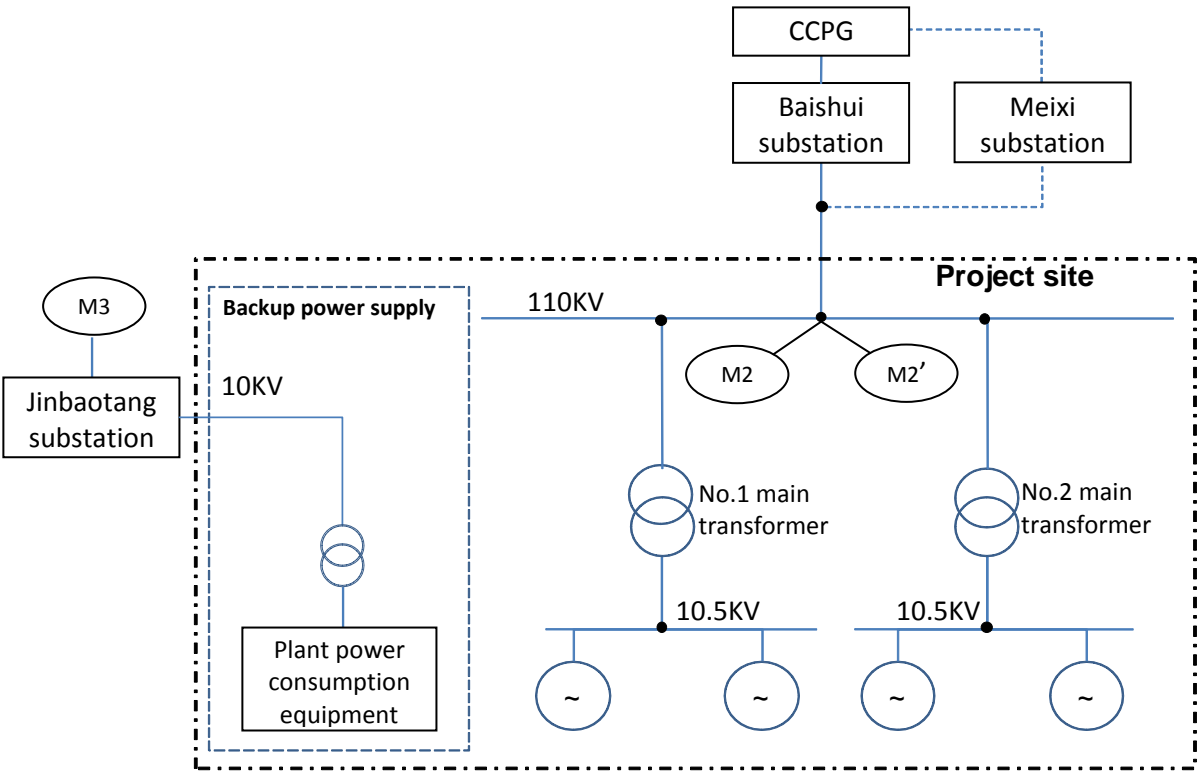 CCPG
Baishui
substation
Meixi
substation
Project site
M3
Backup power supply
110KV
M2
M2’
Jinbaotang
substation
10KV
No.1 main
transformer
No.2 main
transformer
10.5KV
10.5KV
Plant power
consumption
equipment
~
~
~
~